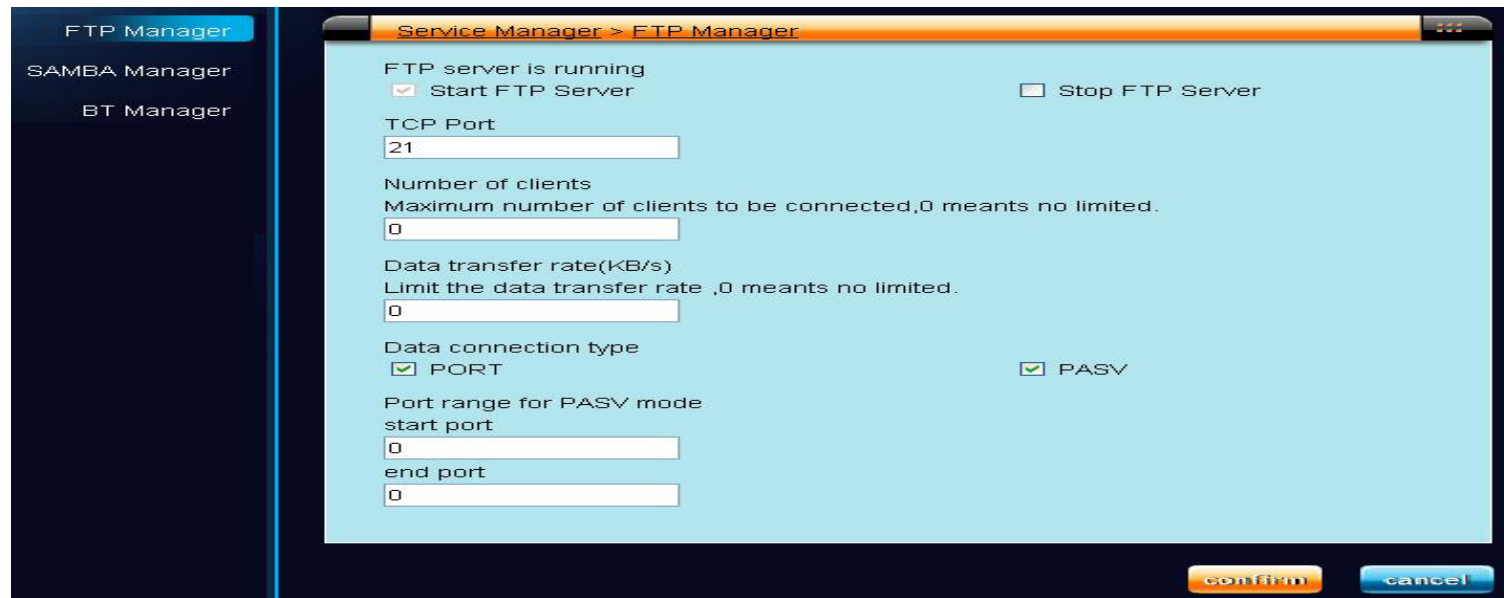 FTP Manager
SAMBA Manager
BT Manager
Service Manager > FTP Manager
FTP server is running
Start FTP Server
Stop FTP Server
TCP Port
21
Number of clients
Maximum number of clients to be connected,0 meants no limited.
0
Data transfer rate(KB/s)
Limit the data transfer rate ,0 meants no limited.
0
Data connection type
PORT
PASV
Port range for PASV mode
start port
0
end port
0
confirm
cancel